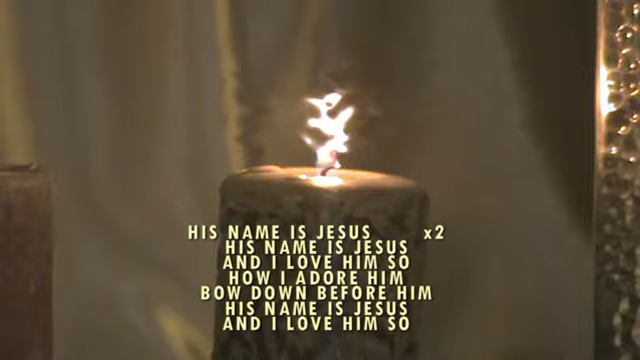 HIS NAME IS JESUS x2
HIS NAME IS JESUS
AND I LOVE HIM SO
HOW I ADORE HIM
BOW DOWN BEFORE HIM
HIS NAME IS JESUS
AND I LOVE HIM SO